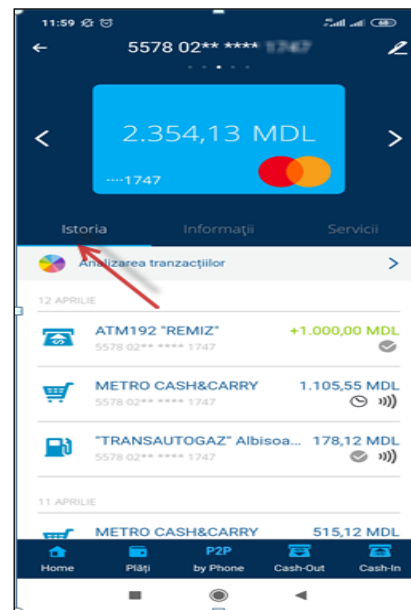 11:59
68
5578 02** ****
2.354,13 MDL
····1747
Istoria Informații Servicii
Analizarea tranzacțiilor
12 APRILIE
ATM192 "REMIZ" +1.000,00 MDL
5578 02** **** 1747
METRO CASH&CARRY 1.105,55 MDL
5578 02** **** 1747
"TRANSAUTOGAZ" Albisoa... 178,12 MDL
5578 02** **** 1747
11 APRILIE
METRO CASH&CARRY 515,12 MDL
Home Plăți P2P by Phone Cash-Out Cash-In